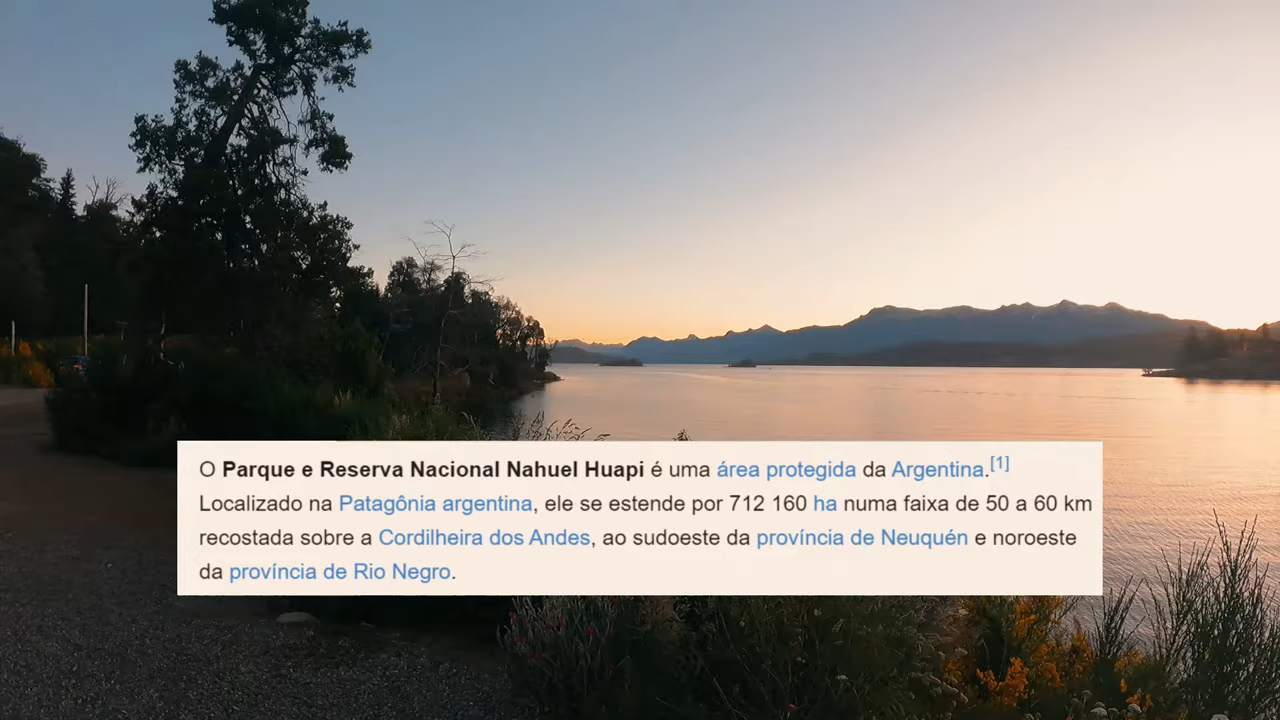 O Parque e Reserva Nacional Nahuel Huapi é uma área protegida da Argentina.[1]
Localizado na Patagônia argentina, ele se estende por 712 160 ha numa faixa de 50 a 60 km
recostada sobre a Cordilheira dos Andes, ao sudoeste da província de Neuquén e noroeste
da província de Rio Negro.